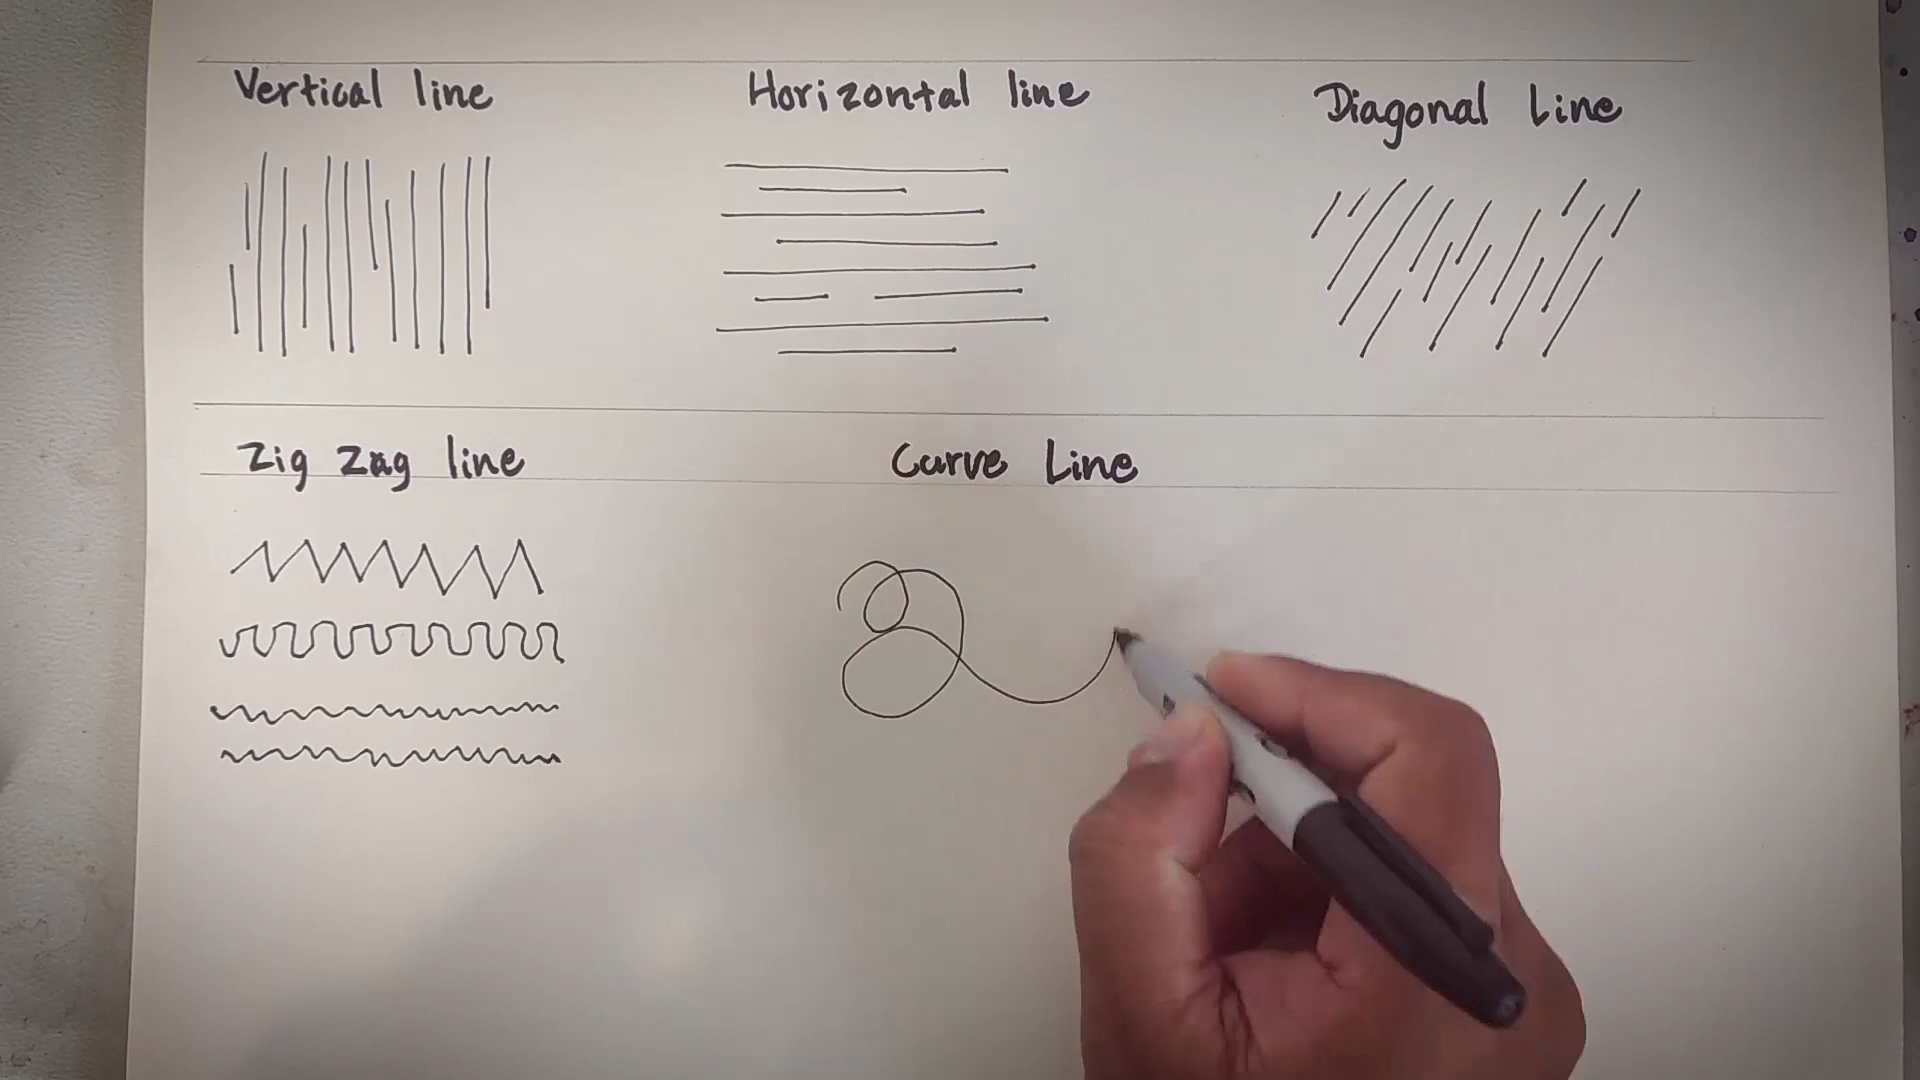 Vertical line
Horizontal line
Diagonal Line
Zig Zag line
Curve Line